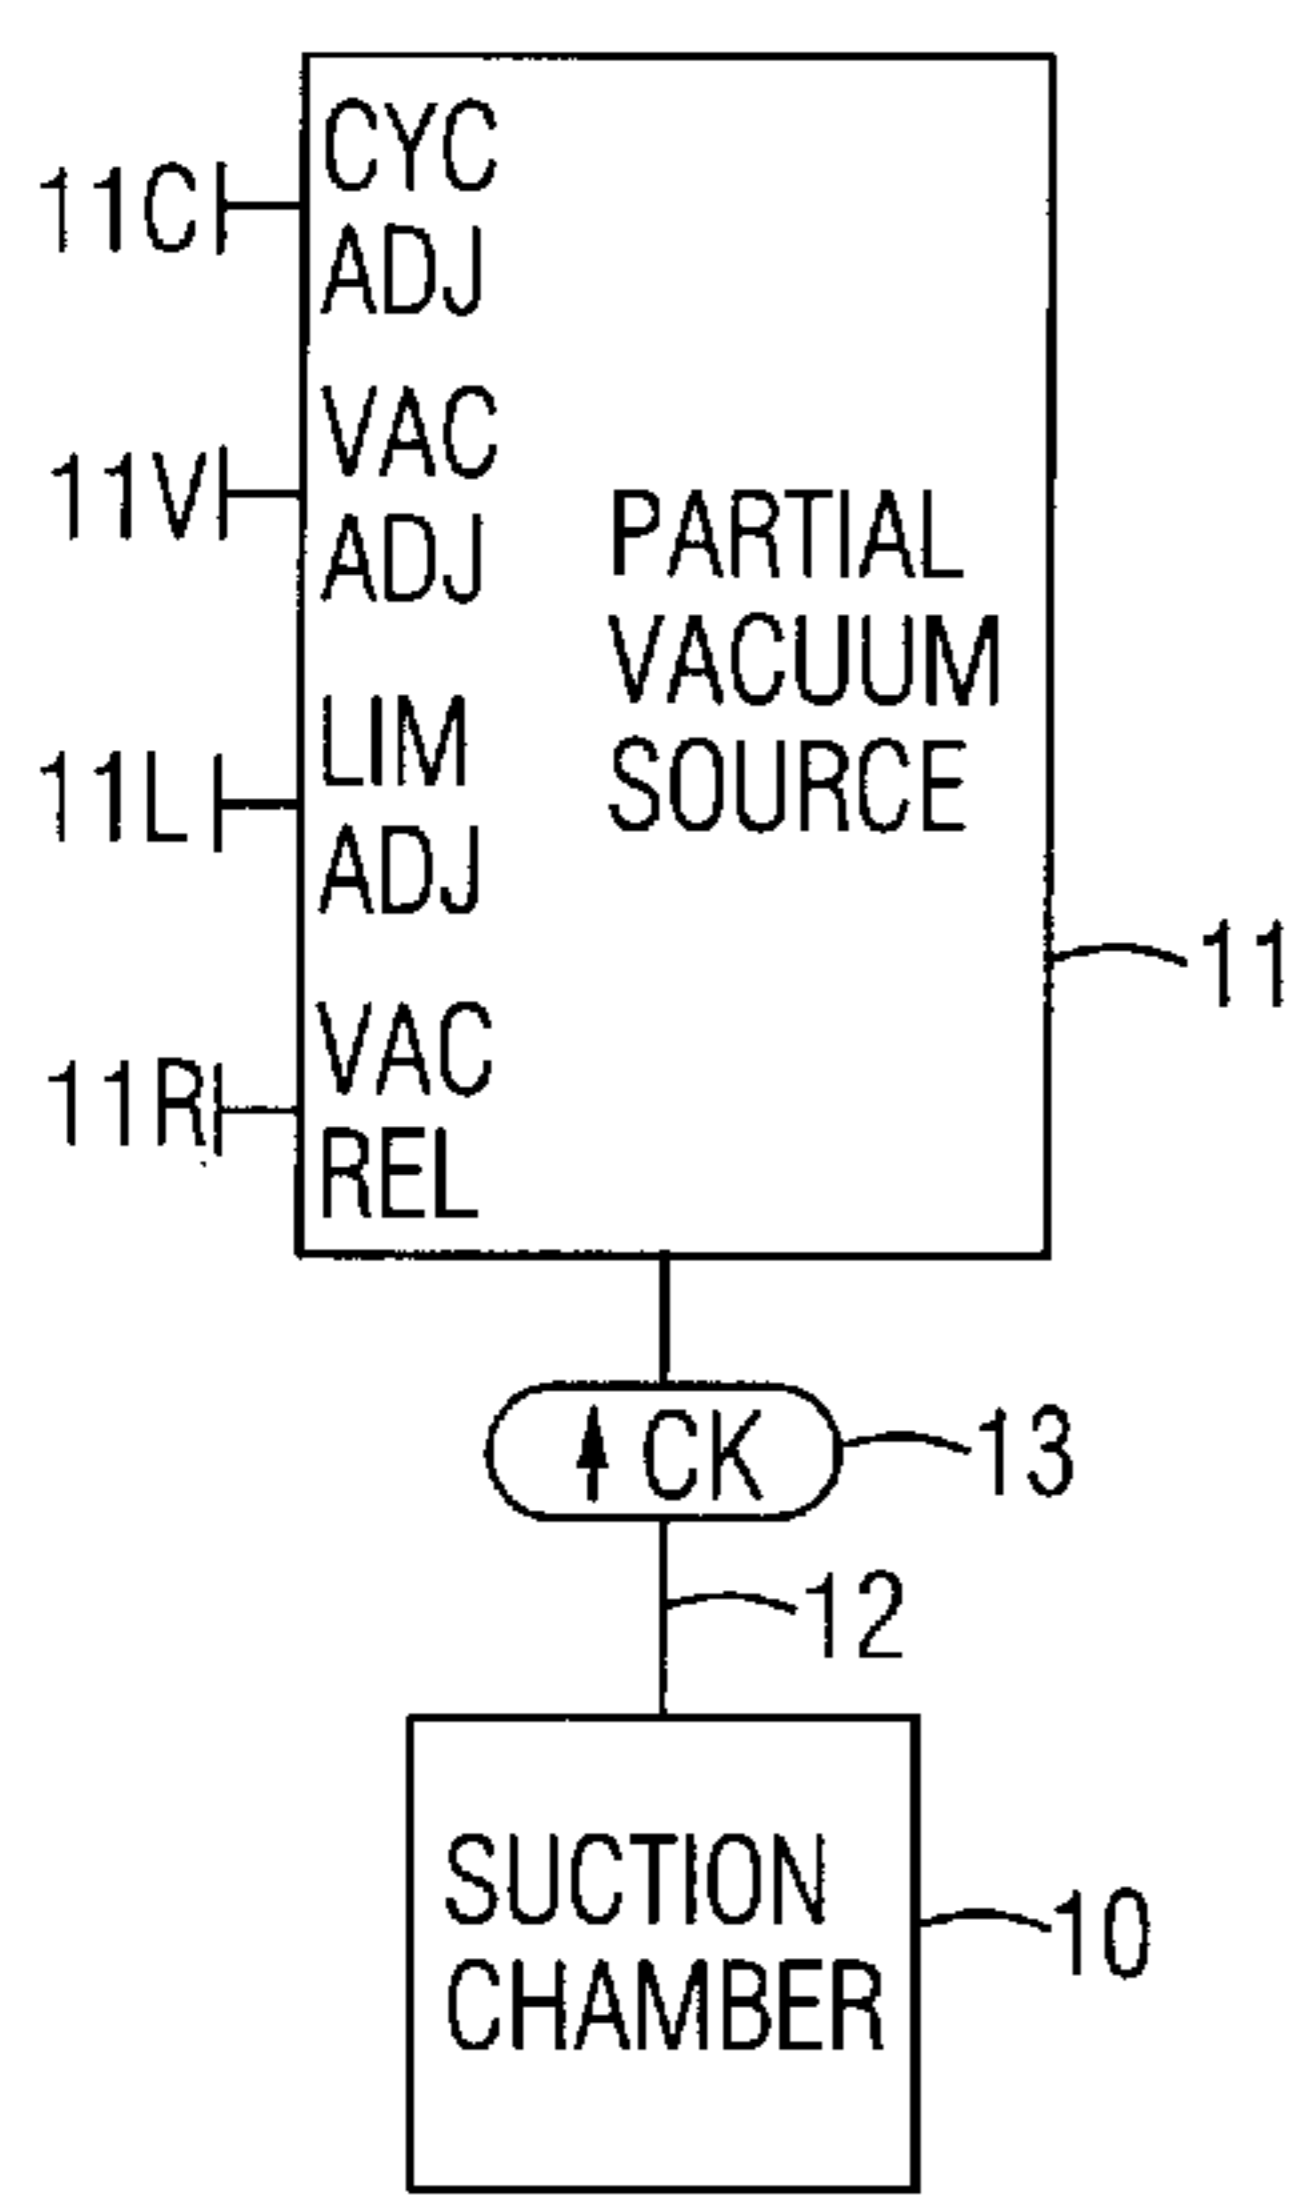 CYC
11C
ADJ
VAC
11V
ADJ
PARTIAL
VACUUM
SOURCE
LIM
11L
ADJ
11
VAC
11R
REL
CK
13
12
SUCTION
CHAMBER
10